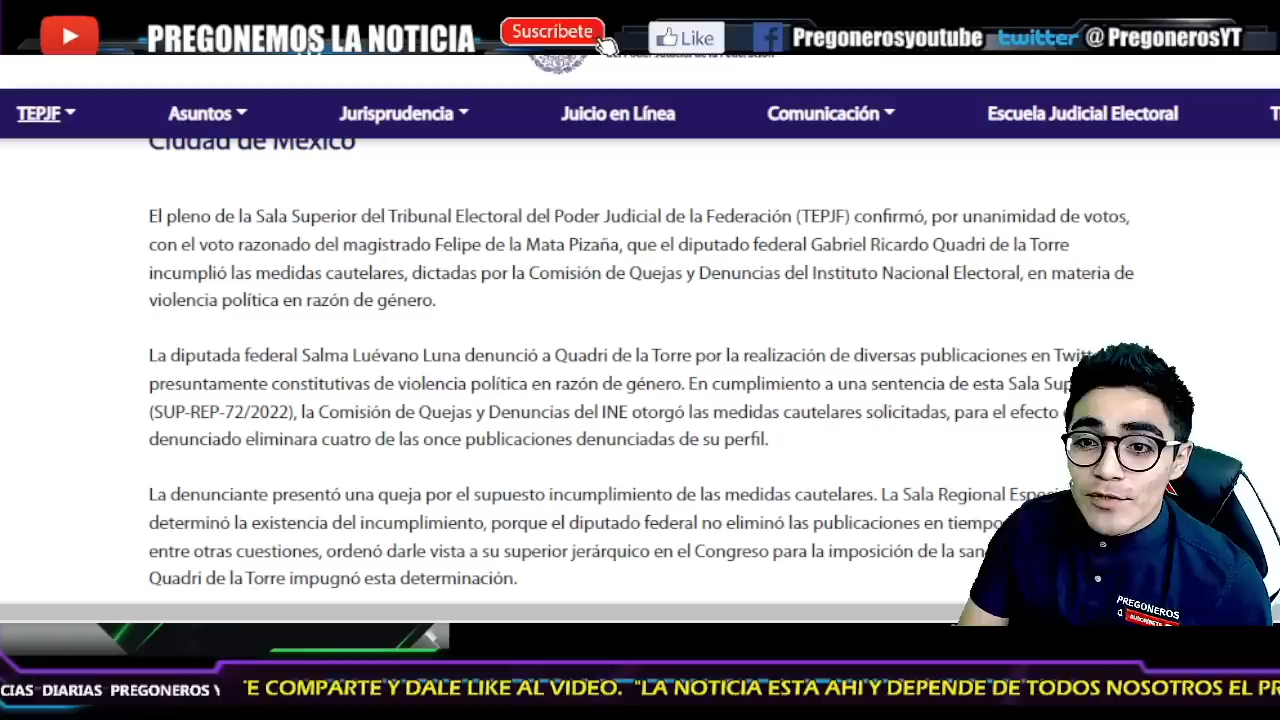 PREGONEMOS LA NOTICIA
Suscríbete
Like
Pregonerosyoutube
twitter @PregonerosYT
TEPJF Asuntos Jurisprudencia Juicio en Línea Comunicación Escuela Judicial Electoral T
Ciudad de México
El pleno de la Sala Superior del Tribunal Electoral del Poder Judicial de la Federación (TEPJF) confirmó, por unanimidad de votos,
con el voto razonado del magistrado Felipe de la Mata Pizaña, que el diputado federal Gabriel Ricardo Quadri de la Torre
incumplió las medidas cautelares, dictadas por la Comisión de Quejas y Denuncias del Instituto Nacional Electoral, en materia de
violencia política en razón de género.
La diputada federal Salma Luévano Luna denunció a Quadri de la Torre por la realización de diversas publicaciones en
presuntamente constitutivas de violencia política en razón de género. En cumplimiento a una sentencia de esta Sala
(SUP-REP-72/2022), la Comisión de Quejas y Denuncias del INE otorgó las medidas cautelares solicitadas, para el efecto
denunciado eliminara cuatro de las once publicaciones denunciadas de su perfil.
La denunciante presentó una queja por el supuesto incumplimiento de las medidas cautelares. La Sala Regional
determinó la existencia del incumplimiento, porque el diputado federal no eliminó las publicaciones en tiempo
entre otras cuestiones, ordenó darle vista a su superior jerárquico en el Congreso para la imposición de la
Quadri de la Torre impugnó esta determinación.
PREGONEROS
SUSCRIBETE
CIAS DIARIAS PREGONEROS Y
'E COMPARTE Y DALE LIKE AL VIDEO. "LA NOTICIA ESTA AHI Y DEPENDE DE TODOS NOSOTROS EL PR